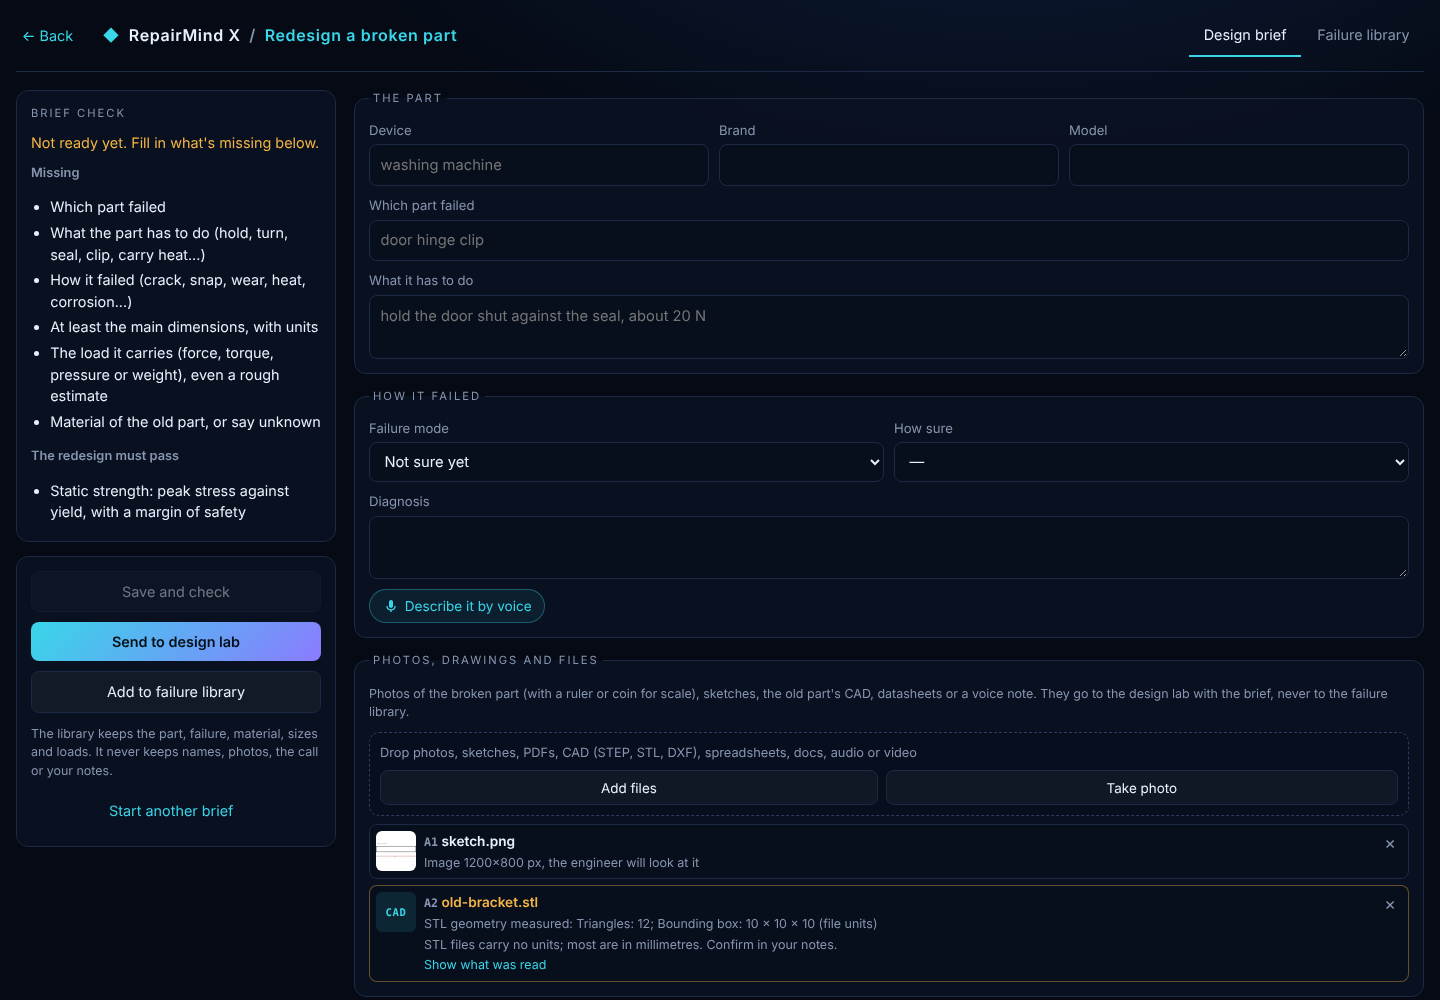 ← Back
RepairMind X / Redesign a broken part
Design brief
Failure library
BRIEF CHECK
Not ready yet. Fill in what's missing below.
Missing
• Which part failed
• What the part has to do (hold, turn,
seal, clip, carry heat...)
• How it failed (crack, snap, wear, heat,
corrosion...)
• At least the main dimensions, with units
• The load it carries (force, torque,
pressure or weight), even a rough
estimate
• Material of the old part, or say unknown
The redesign must pass
• Static strength: peak stress against
yield, with a margin of safety
Save and check
Send to design lab
Add to failure library
The library keeps the part, failure, material, sizes
and loads. It never keeps names, photos, the call
or your notes.
Start another brief
THE PART
Device
Brand
Model
washing machine
Which part failed
door hinge clip
What it has to do
hold the door shut against the seal, about 20 N
HOW IT FAILED
Failure mode
How sure
Not sure yet
—
Diagnosis
Describe it by voice
PHOTOS, DRAWINGS AND FILES
Photos of the broken part (with a ruler or coin for scale), sketches, the old part's CAD, datasheets or a voice note. They go to the design lab with the brief, never to the failure
library.
Drop photos, sketches, PDFs, CAD (STEP, STL, DXF), spreadsheets, docs, audio or video
Add files
Take photo
A1 sketch.png
×
Image 1200×800 px, the engineer will look at it
CAD
A2 old-bracket.stl
×
STL geometry measured: Triangles: 12; Bounding box: 10 × 10 × 10 (file units)
STL files carry no units; most are in millimetres. Confirm in your notes.
Show what was read